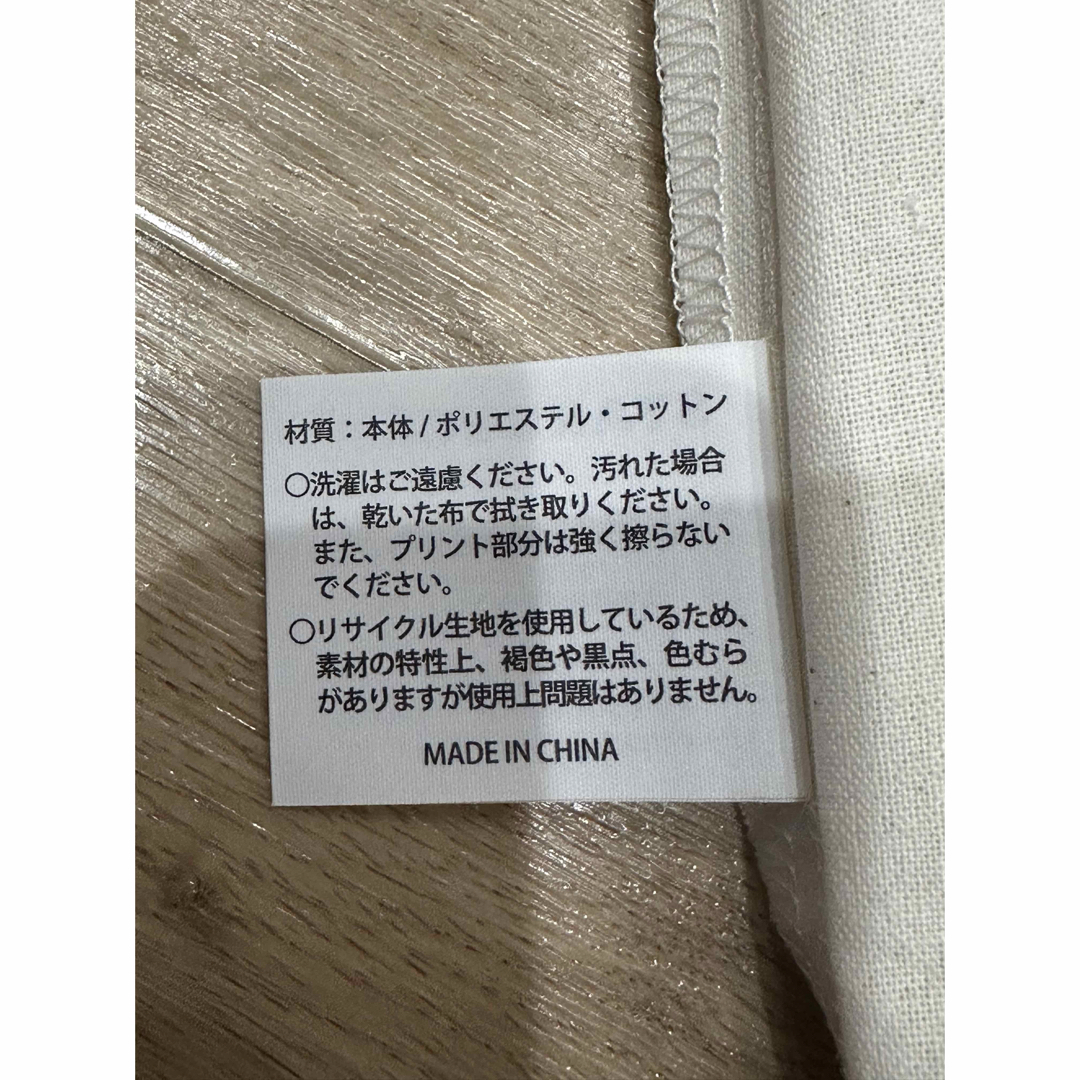 材質：本体 / ポリエステル・コットン
○洗濯はご遠慮ください。汚れた場合
は、乾いた布で拭き取りください。
また、プリント部分は強く擦らない
でください。
○リサイクル生地を使用しているため、
素材の特性上、褐色や黒点、色むら
がありますが使用上問題はありません。
MADE IN CHINA